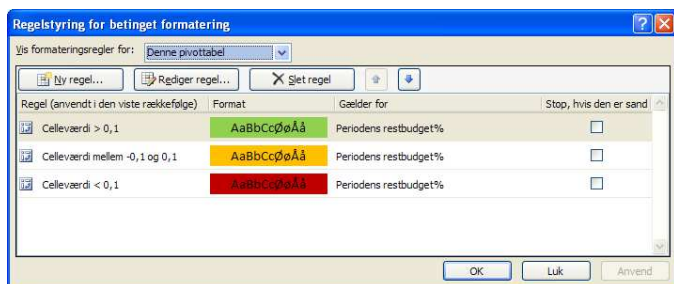 Regelstyring for betinget formatering
Vis formateringsregler for: Denne pivottabel
Ny regel... Rediger regel... Slet regel
Regel (anvendt i den viste rækkefølge) Format Gælder for Stop, hvis den er sand
Celleværdi > 0,1 AaBbCcØøÅå Periodens restbudget%
Celleværdi mellem -0,1 og 0,1 AaBbCcØøÅå Periodens restbudget%
Celleværdi < 0,1 AaBbCcØøÅå Periodens restbudget%
OK Luk Anvend